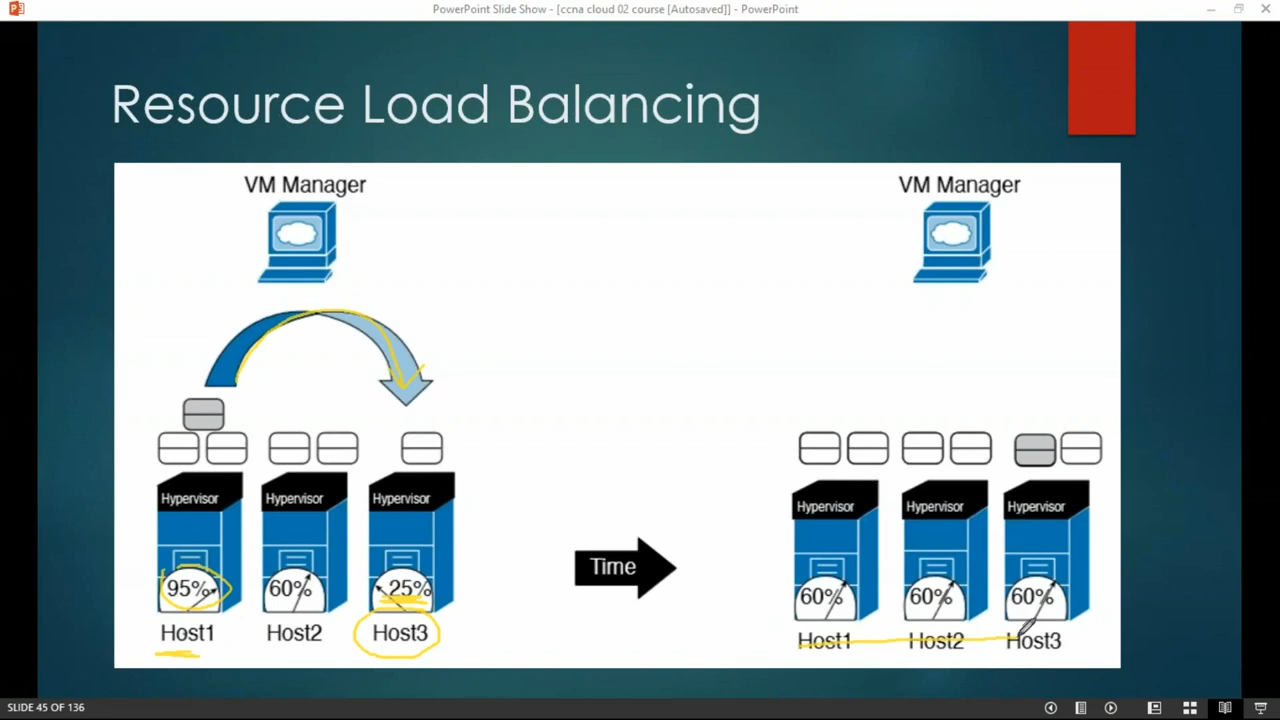 PowerPoint Slide Show - [ccna cloud 02 course [Autosaved]] - PowerPoint
Resource Load Balancing
VM Manager
VM Manager
Hypervisor
Hypervisor
Hypervisor
95%
60%
25%
Host1
Host2
Host3
Time
Hypervisor
Hypervisor
Hypervisor
60%
60%
60%
Host1
Host2
Host3
SLIDE 45 OF 136